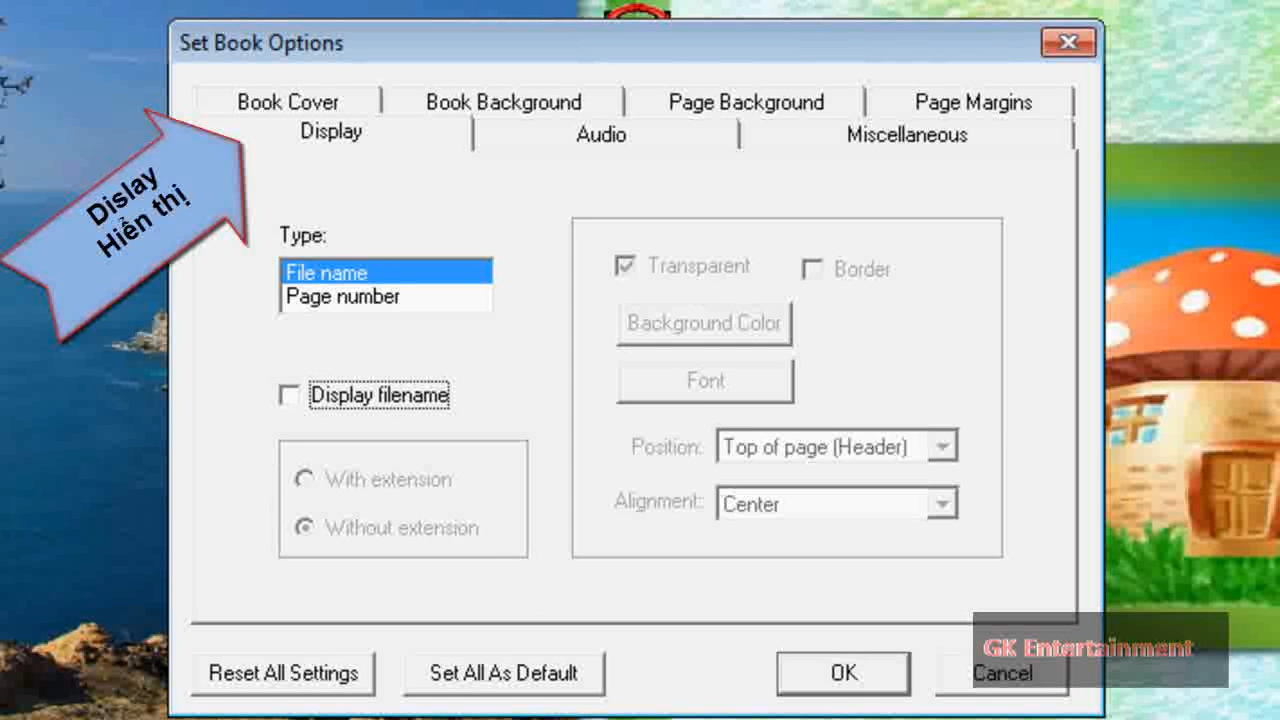 Set Book Options
Book Cover
Book Background
Page Background
Page Margins
Display
Audio
Miscellaneous
Dislay
Hiễn thị
Type:
File name
Page number
Display filename
With extension
Without extension
Transparent
Border
Background Color
Font
Position:
Top of page (Header)
Alignment:
Center
Reset All Settings
Set All As Default
OK
Cancel
GK Entertainment